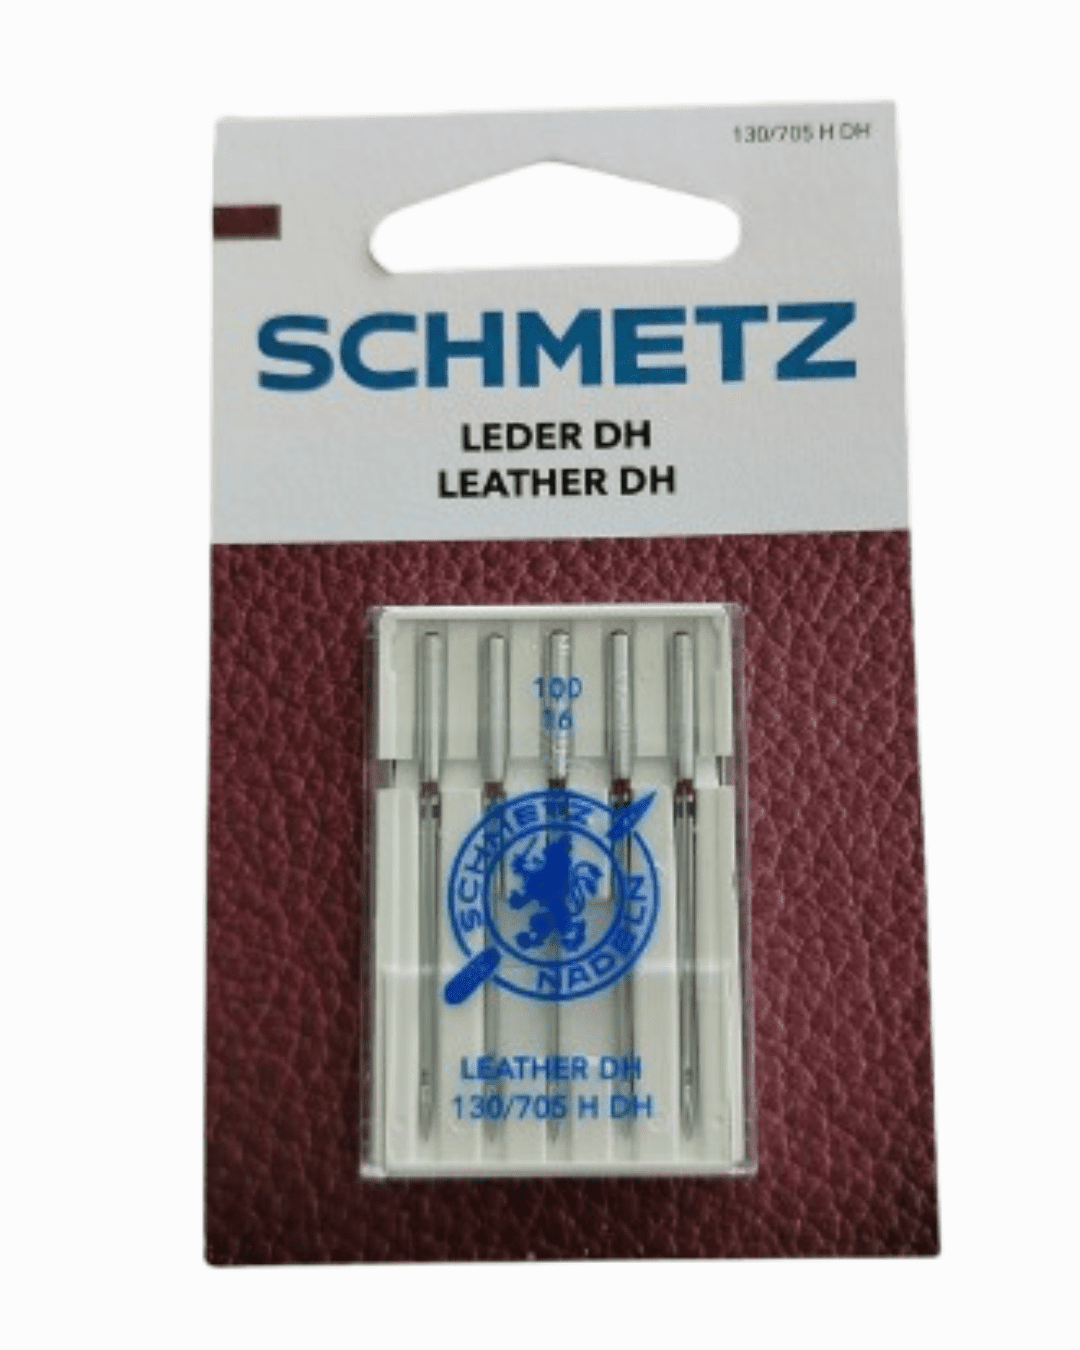 130/705 H DH
SCHMETZ
LEDER DH
LEATHER DH
100
16
SCHMETZ
NADELN
LEATHER DH
130/705 H DH